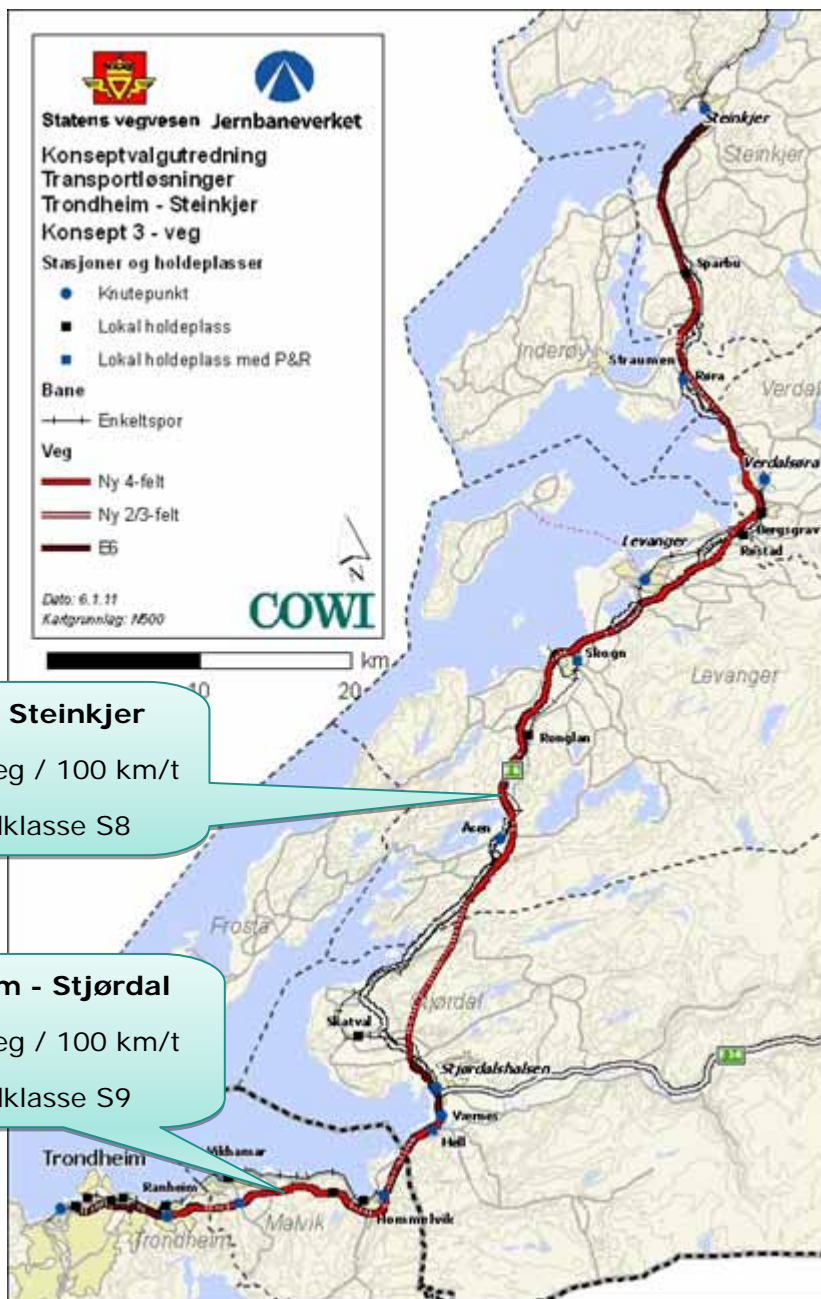 Statens vegvesen Jernbaneverket
Konseptvalgutredning
Transportløsninger
Trondheim - Steinkjer
Konsept 3 - veg
Stasjoner og holdeplasser
Knutepunkt
Lokal holdeplass
Lokal holdeplass med P&R
Bane
Enkeltspor
Veg
Ny 4-felt
Ny 2/3-felt
E6
N
Dato: 6.1.11
Kartgrunnlag: N500
COWI
km
10 20
Steinkjer
Steinkjer
Sparbu
Inderøy
Straumen
Røra
Verdal
Verdalsøra
Bergsgrav
Levanger
Røstad
Skogn
Levanger
Ronglan
E6
Steinkjer
eg / 100 km/t
dklasse S8
Åsen
Frosta
m - Stjørdal
eg / 100 km/t
dklasse S9
Stjørdal
Skatval
Stjørdalshalsen
E14
Værnes
Hell
Vikhamar
Trondheim
Ranheim
Hommelvik
Malvik
Trondheim